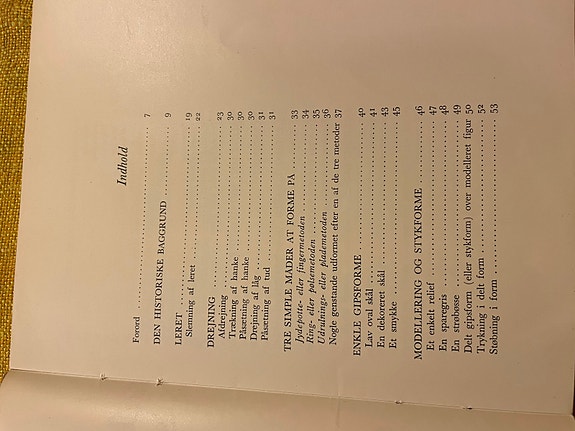 Indhold
Forord 7
DEN HISTORISKE BAGGRUND 9
LERET 19
Slemning af leret 22
DREJNING 23
Afdrejning 30
Trækning af hanke 30
Påsætning af hanke 30
Drejning af låg 31
Påsætning af tud 31
TRE SIMPLE MÅDER AT FORME PÅ 33
Jydepotte- eller fingermetoden 34
Ring- eller pølsemetoden 35
Udrulnings- eller plademetoden 36
Nogle genstande udformet efter en af de tre metoder 37
ENKLE GIPSFORME 40
Lav oval skål 41
En dekoreret skål 43
Et smykke 45
MODELLERING OG STYKFORME 46
Et enkelt relief 47
En sparegris 48
En strøbøsse 49
Delt gipsform (eller stykform) over modelleret figur 50
Trykning i delt form 52
Støbning i form 53